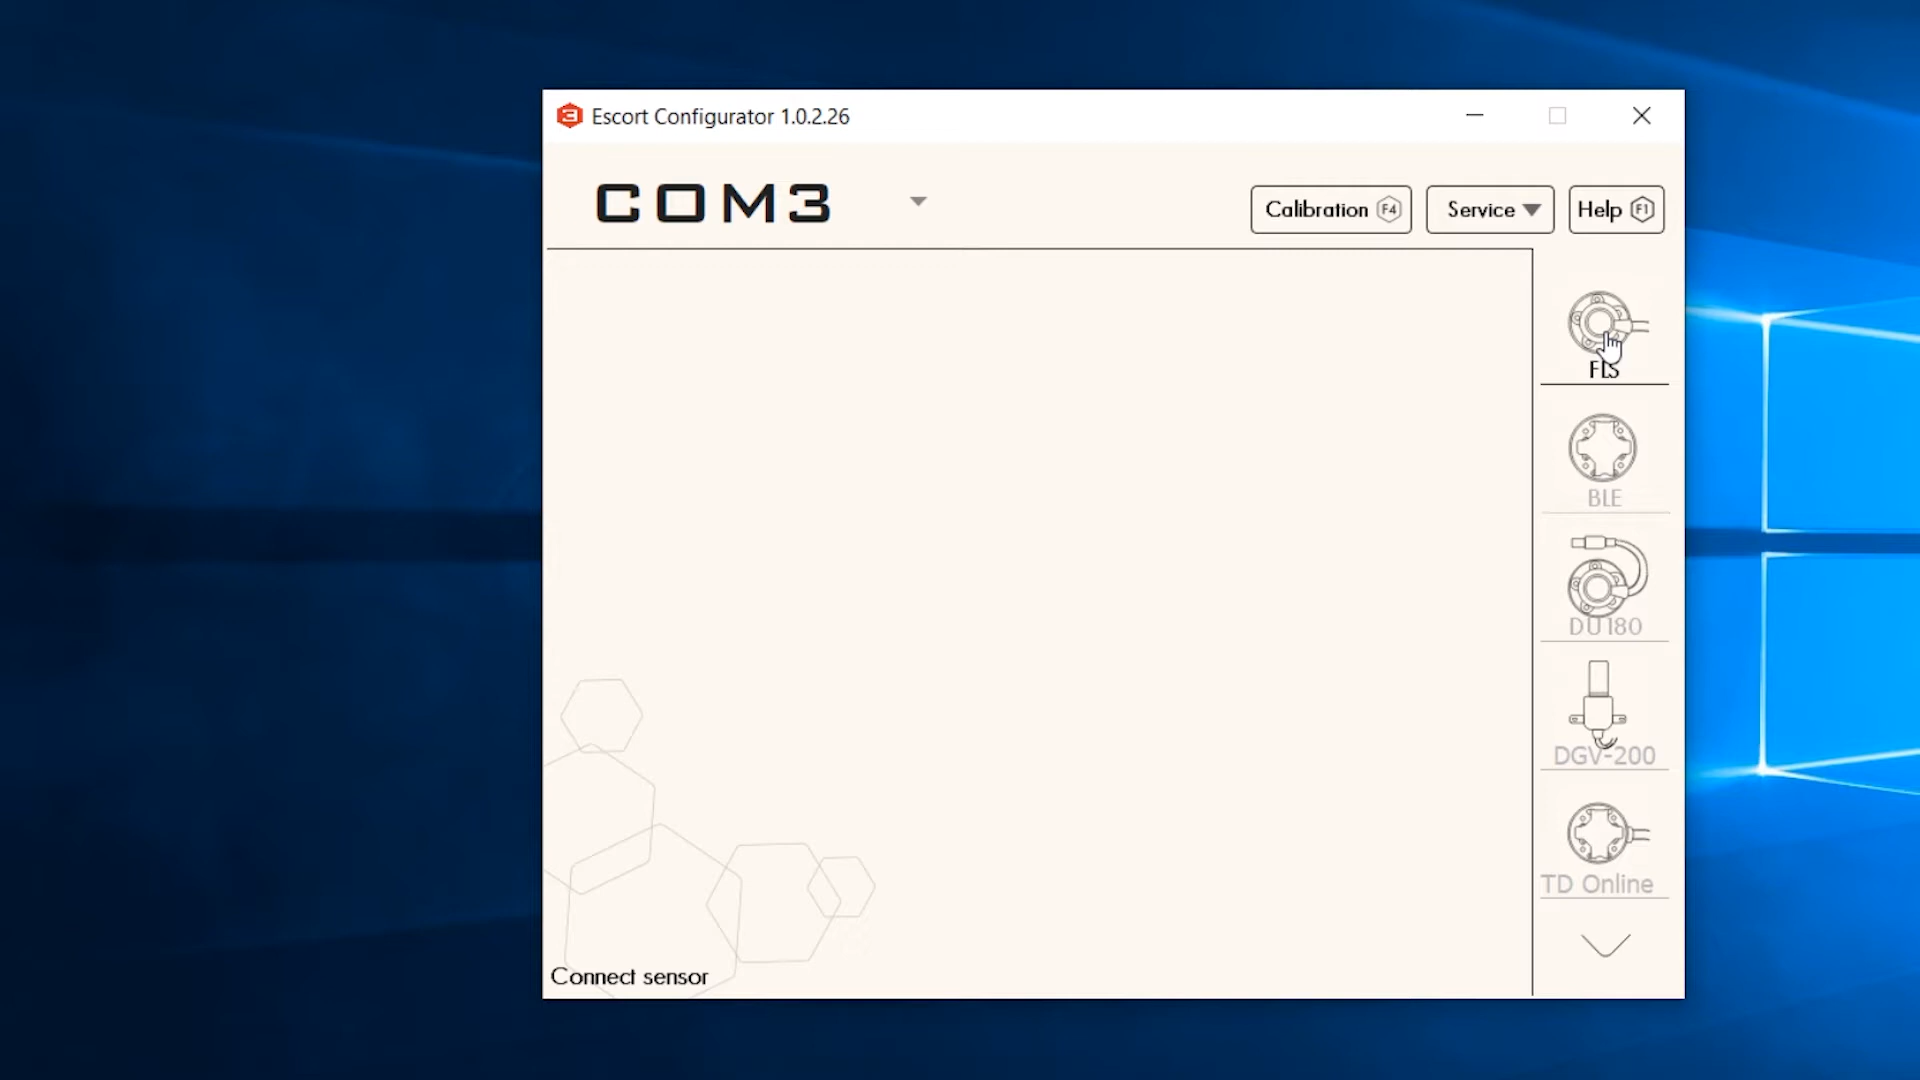 Escort Configurator 1.0.2.26
COM3
Calibration F4
Service
Help F1
FLS
BLE
DU180
DGV-200
TD Online
Connect sensor